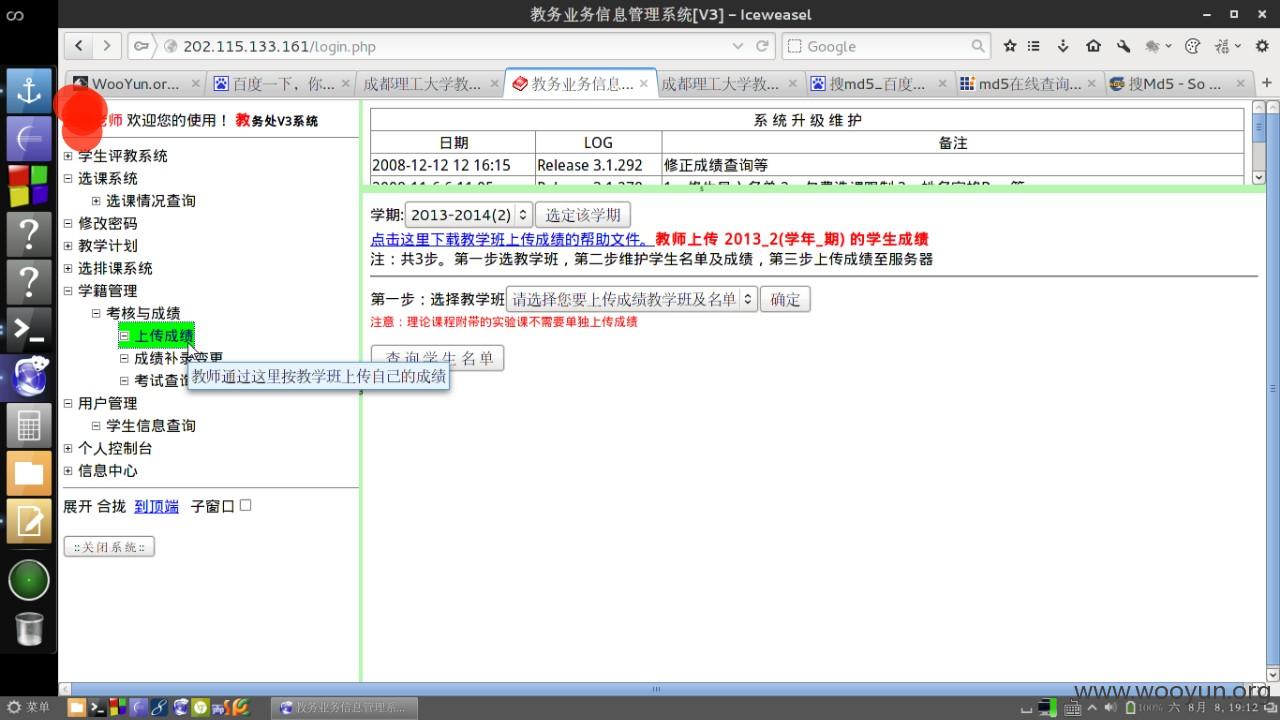 教务业务信息管理系统[V3] – Iceweasel
202.115.133.161/login.php
Google
WooYun.or...
百度一下，你...
成都理工大学教...
教务业务信息...
成都理工大学教...
搜md5_百度...
md5在线查询...
搜Md5 - So ...
老师 欢迎您的使用！ 教务处V3系统
学生评教系统
选课系统
选课情况查询
修改密码
教学计划
选排课系统
学籍管理
考核与成绩
上传成绩
成绩补录变更
考试查询
教师通过这里按教学班上传自己的成绩
用户管理
学生信息查询
个人控制台
信息中心
展开 合拢 到顶端 子窗口
::关闭系统::
系 统 升 级 维 护
日期 LOG 备注
2008-12-12 12 16:15 Release 3.1.292 修正成绩查询等
学期: 2013-2014(2) 选定该学期
点击这里下载教学班上传成绩的帮助文件。 教师上传 2013_2(学年_期) 的学生成绩
注：共3步。第一步选教学班，第二步维护学生名单及成绩，第三步上传成绩至服务器
第一步：选择教学班 请选择您要上传成绩教学班及名单 确定
注意：理论课程附带的实验课不需要单独上传成绩
查 询 学 生 名 单
www.wooyun.org
菜单
教务业务信息管理系...
100%
六 8月 8, 19:12